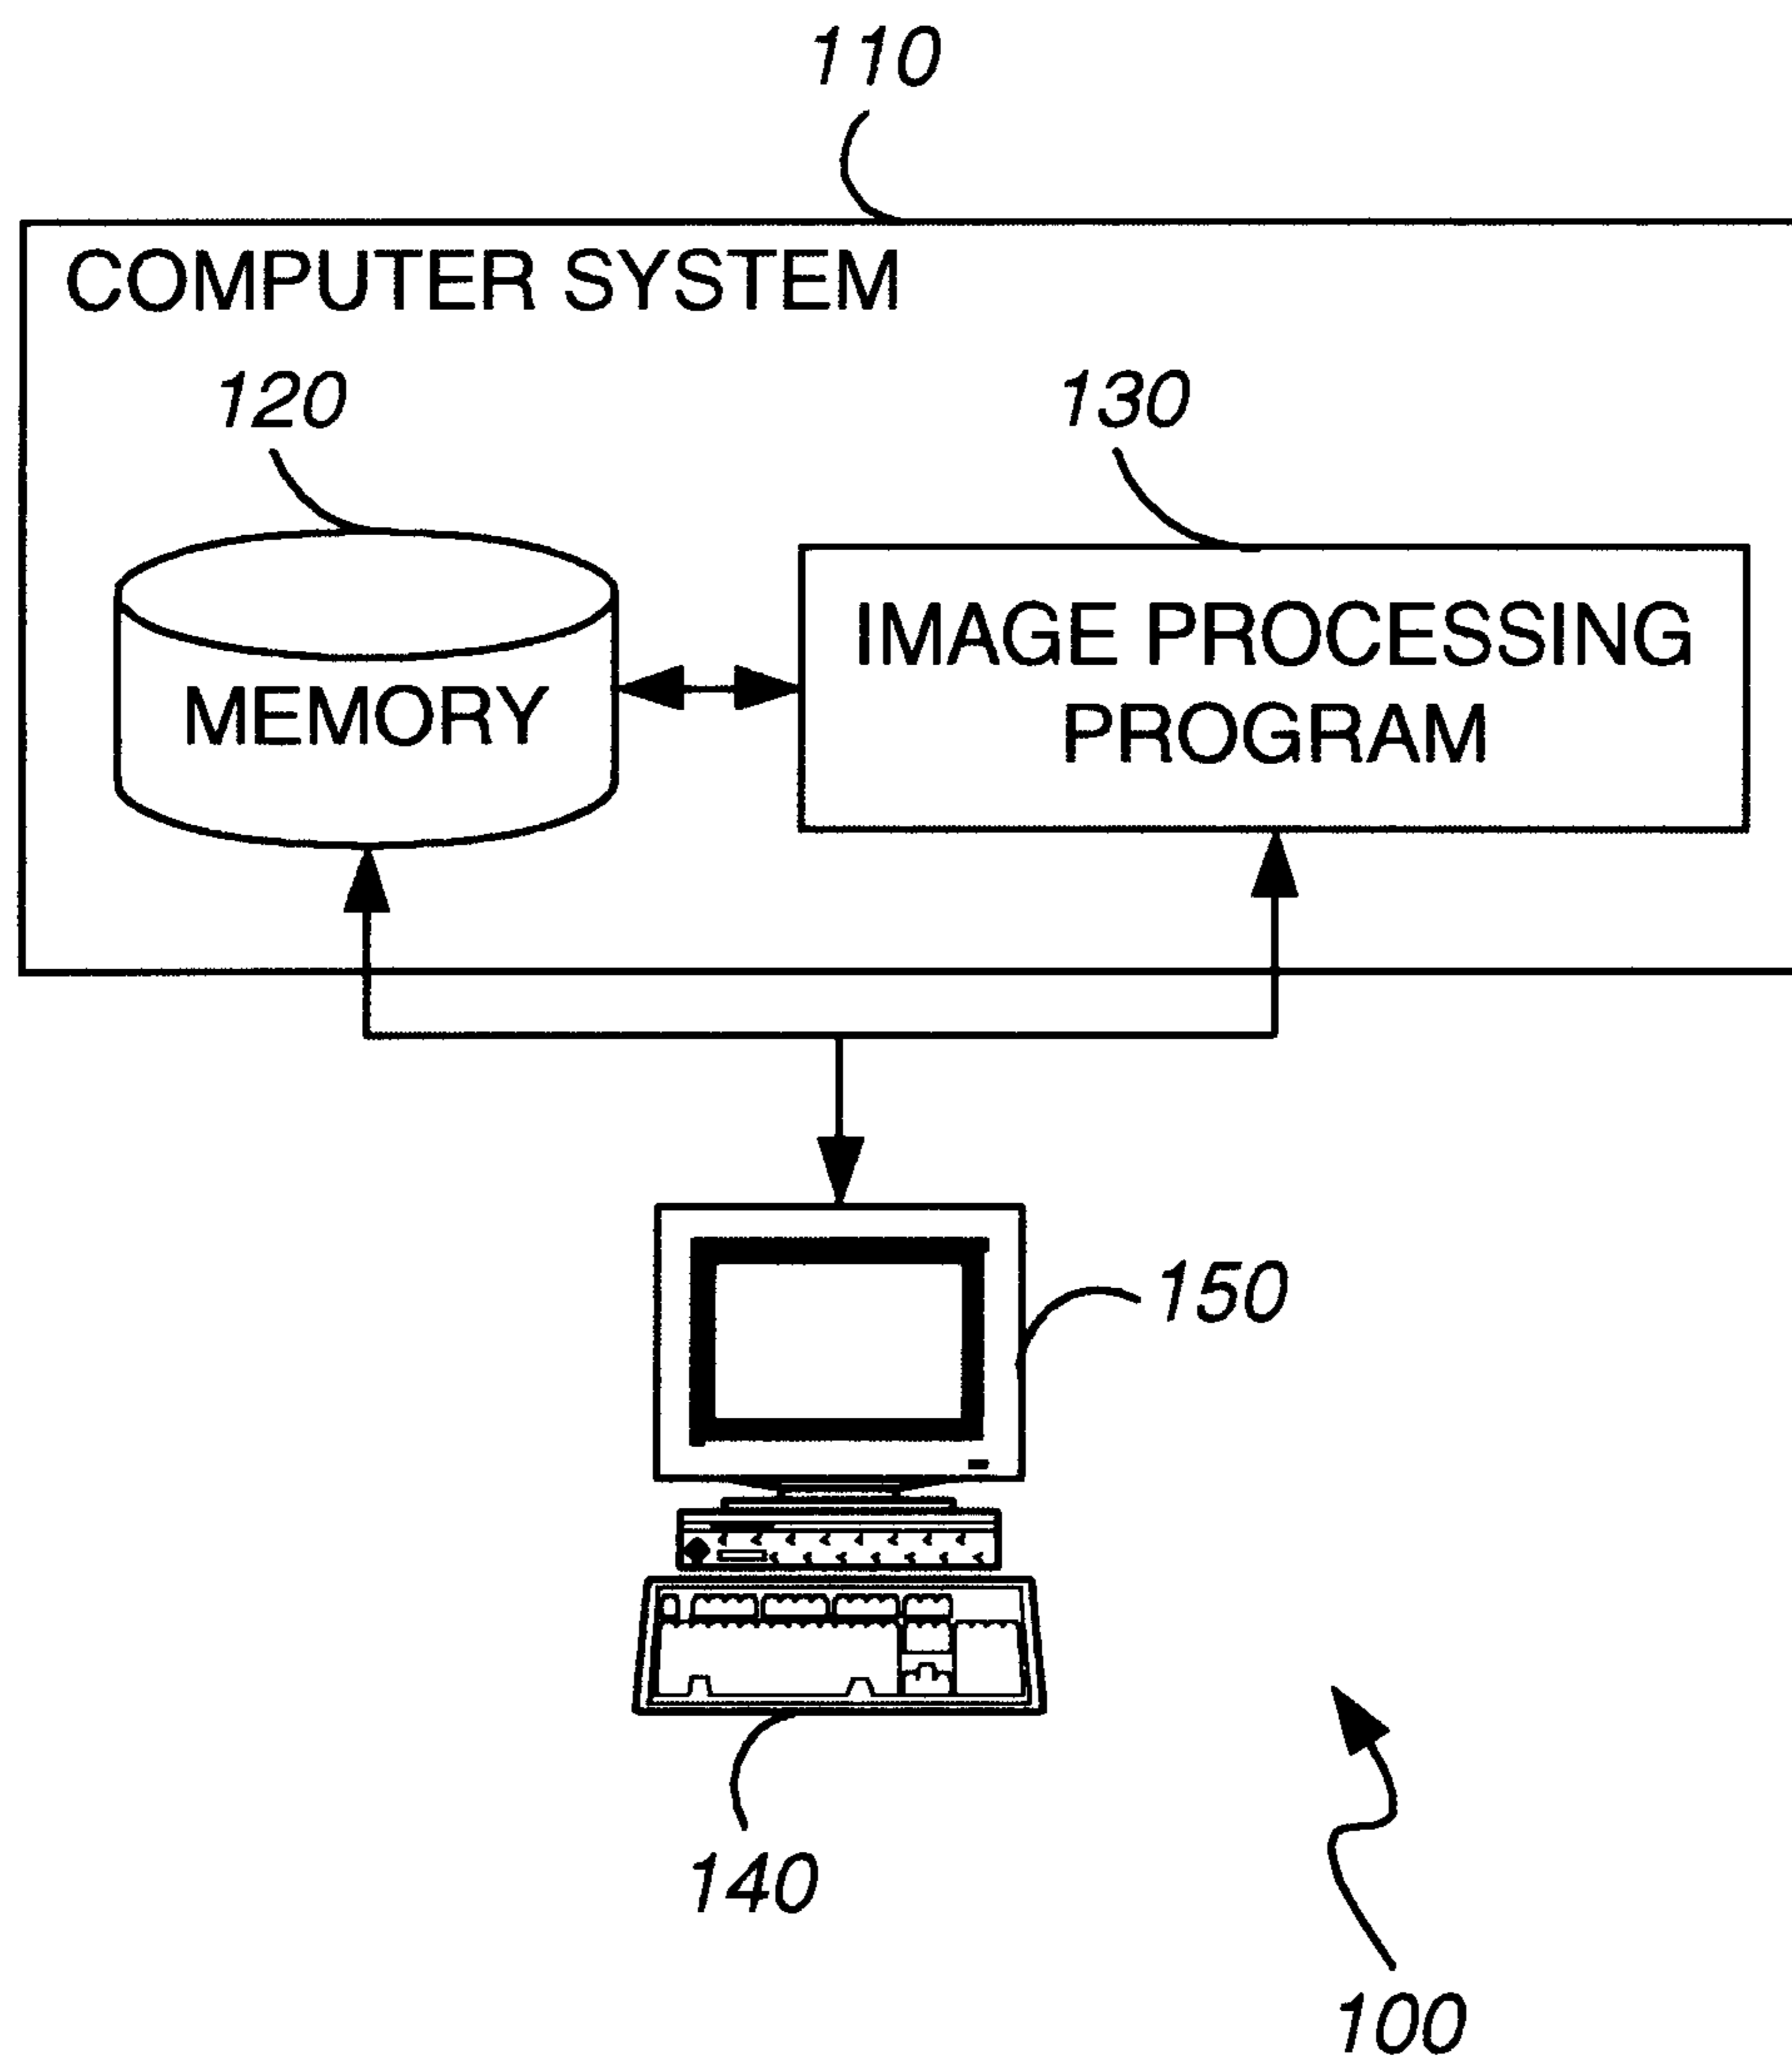 110
COMPUTER SYSTEM
120
130
MEMORY
IMAGE PROCESSING
PROGRAM
150
140
100